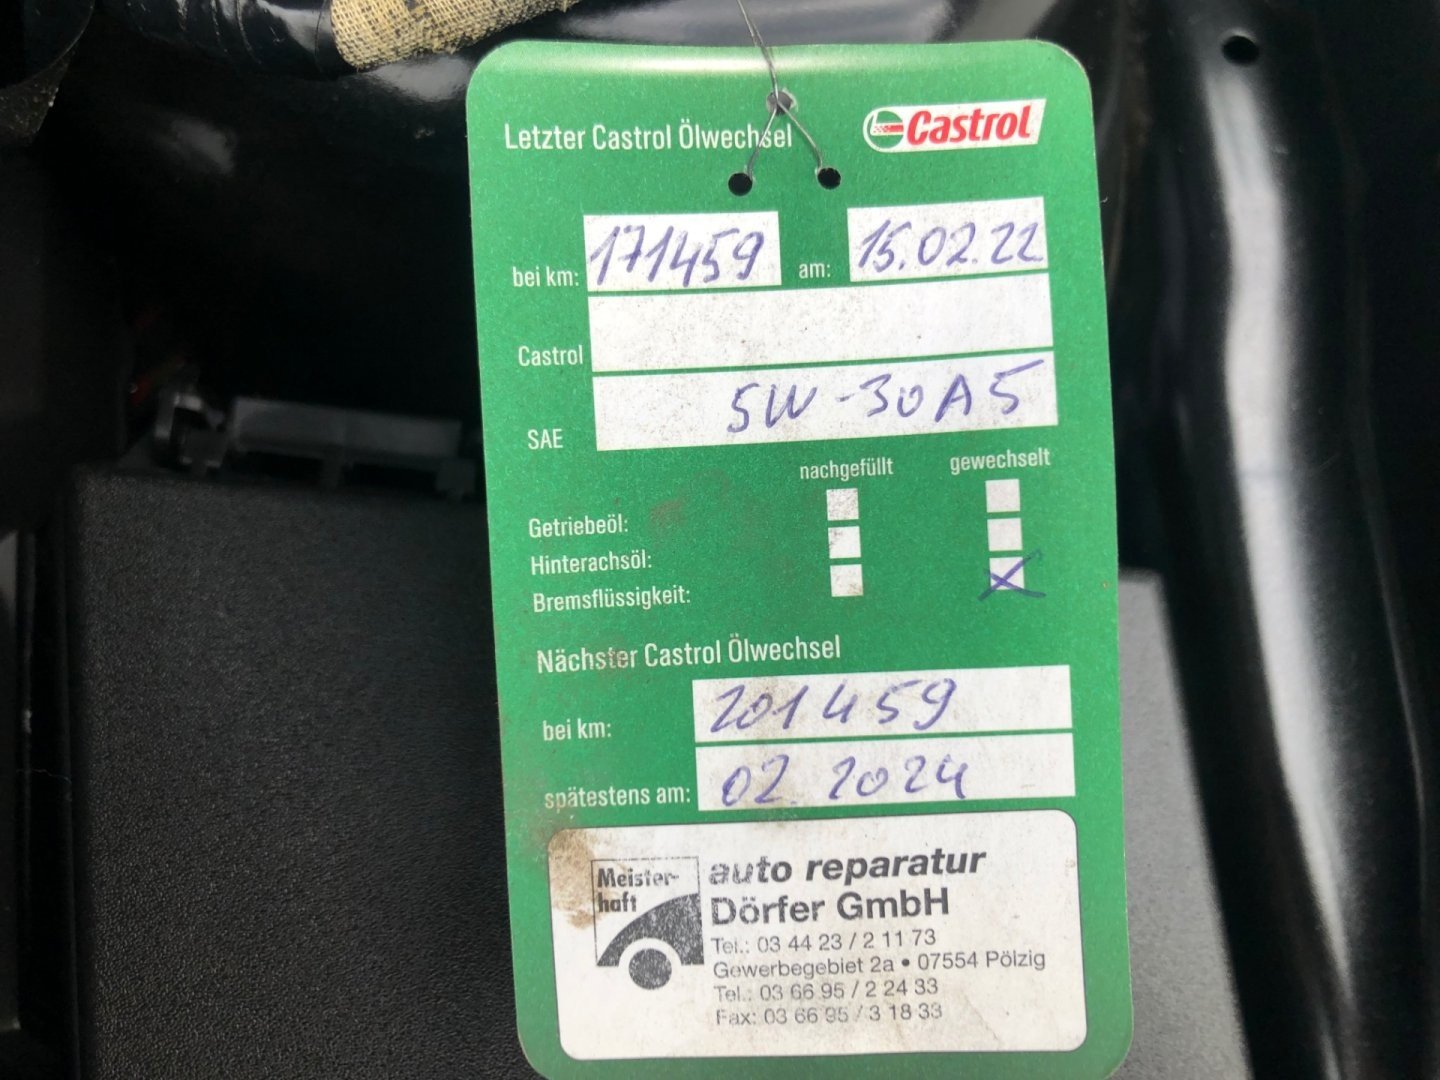 Letzter Castrol Ölwechsel
Castrol
bei km: 171459 am: 15.02.22
Castrol
SAE 5W-30 A5
nachgefüllt gewechselt
Getriebeöl:
Hinterachsöl:
Bremsflüssigkeit:
Nächster Castrol Ölwechsel
bei km: 201459
spätestens am: 02.2024
Meister-
haft
auto reparatur
Dörfer GmbH
Tel.: 03 44 23 / 2 11 73
Gewerbegebiet 2a • 07554 Pölzig
Tel.: 03 66 95 / 2 24 33
Fax: 03 66 95 / 3 18 33